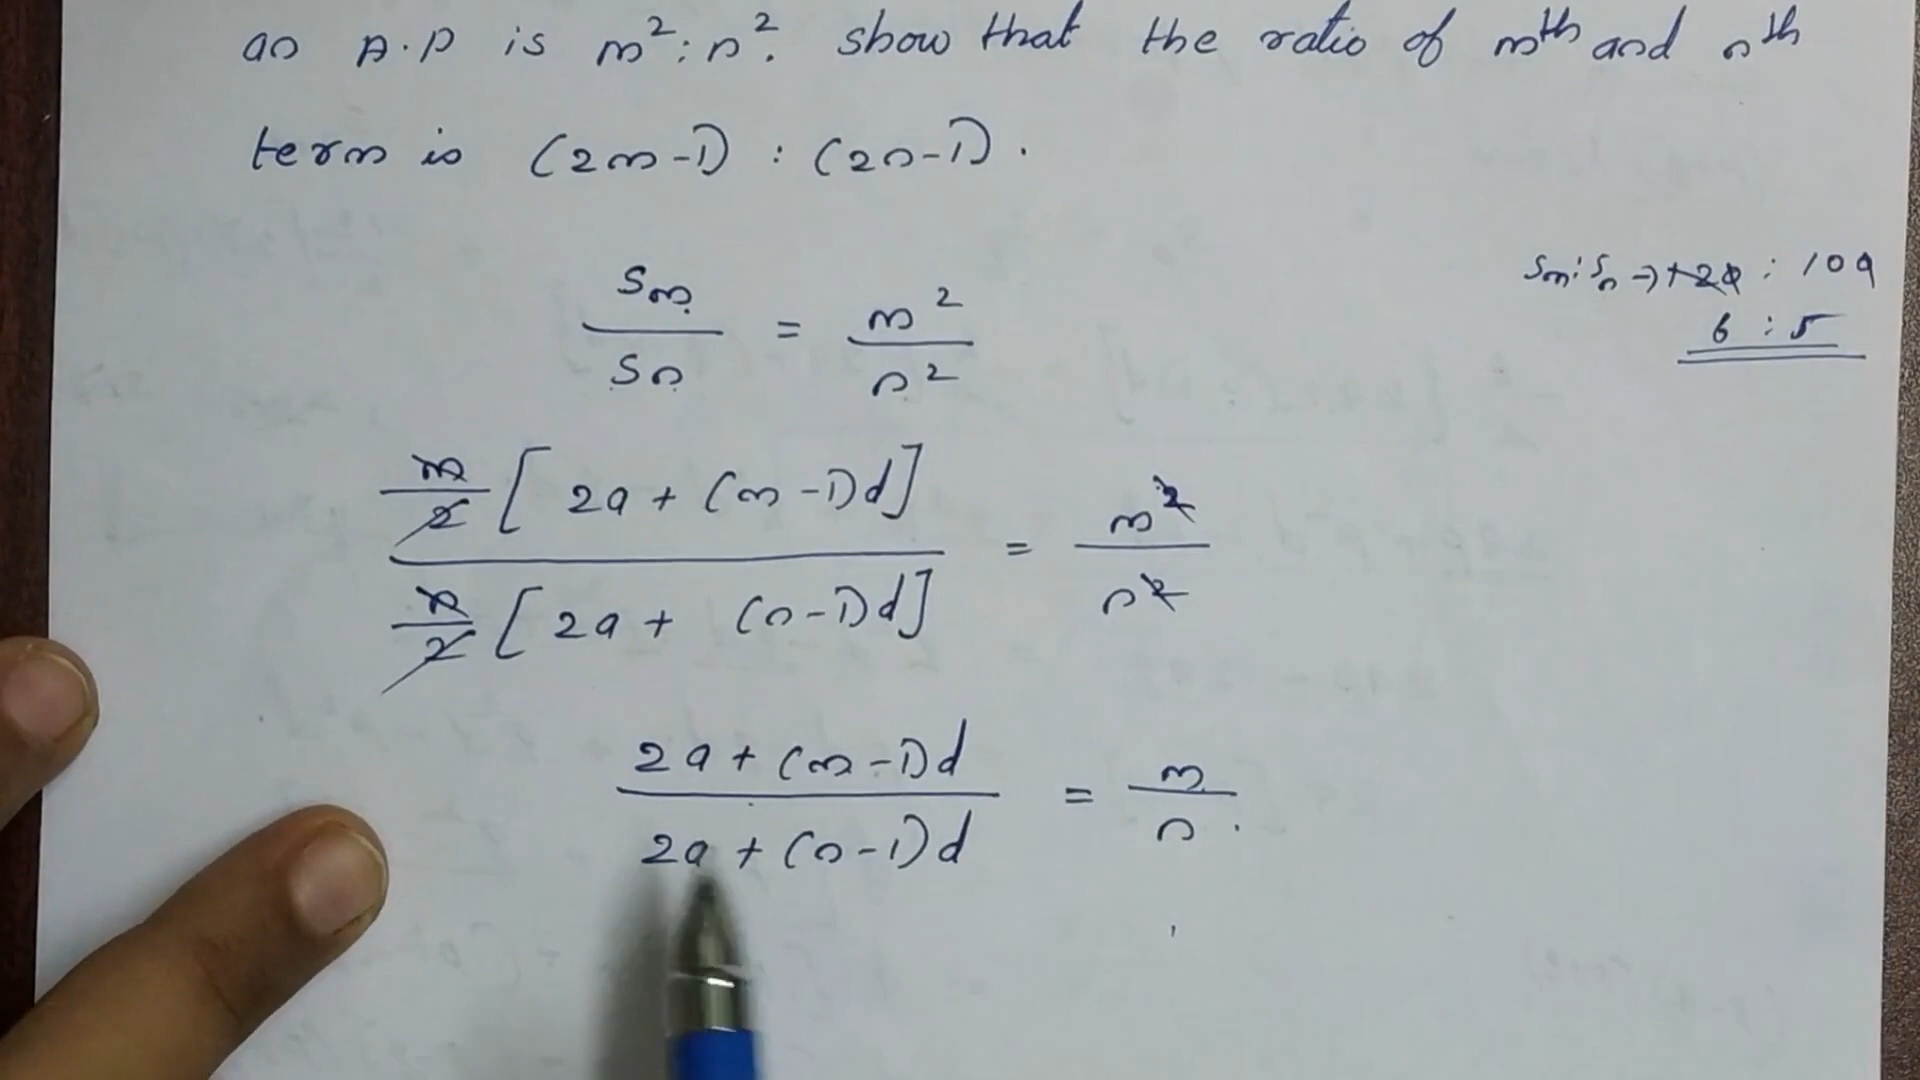 an A.P is m²:n². show that the ratio of mth and nth
term is (2m-1) : (2n-1).
Sm:Sn → 120 : 100
6 : 5
Sm/Sn = m²/n²
m/2 [2a + (m-1)d] / n/2 [2a + (n-1)d] = m²/n²
2a + (m-1)d / 2a + (n-1)d = m/n.